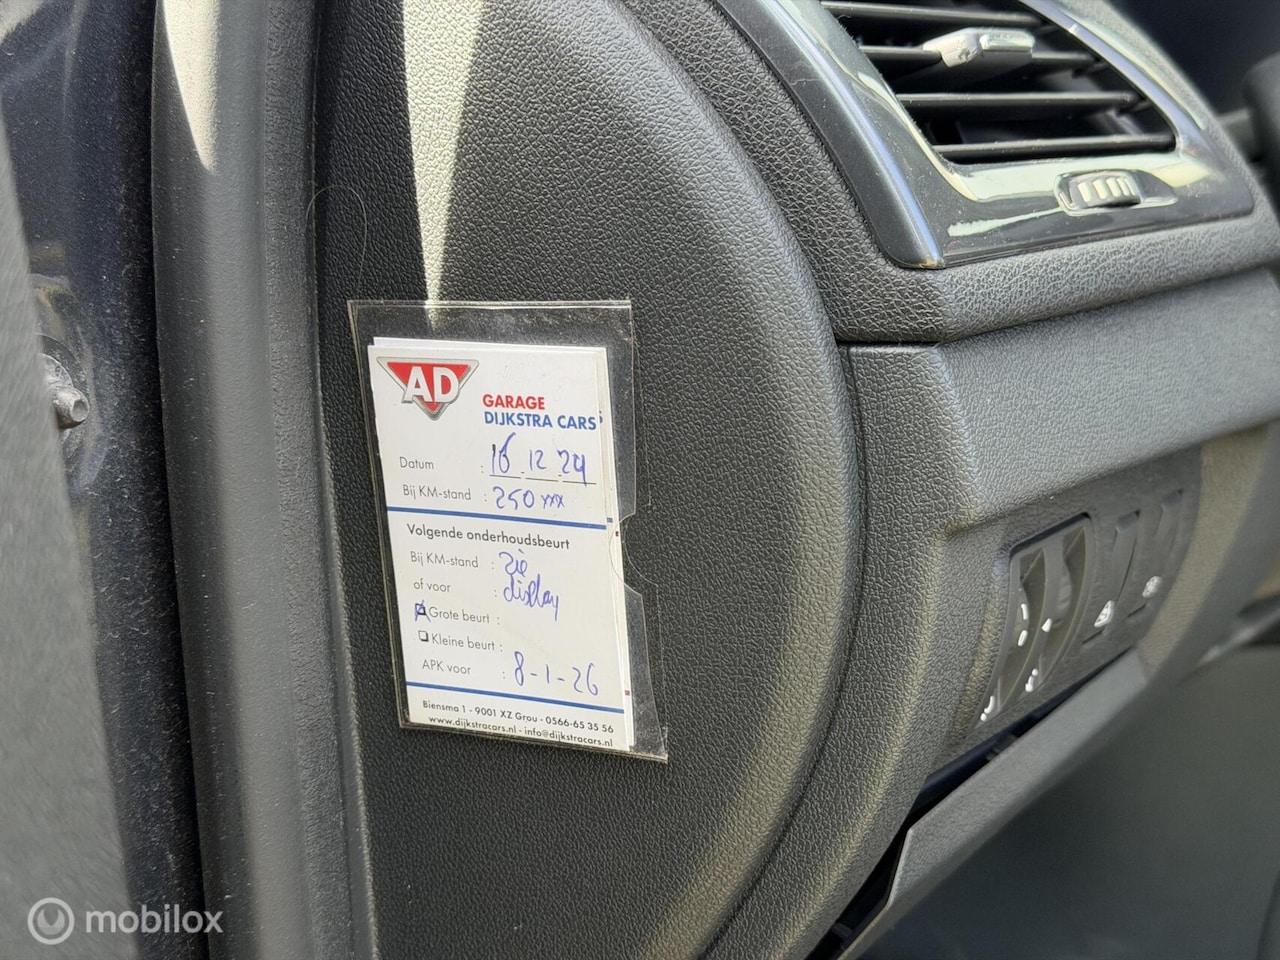 AD
GARAGE
DIJKSTRA CARS
Datum : 16 . 12 . 24
Bij KM-stand : 250 xxx
Volgende onderhoudsbeurt
Bij KM-stand : zie
of voor : display
Grote beurt :
Kleine beurt :
APK voor : 8-1-26
Biensma 1 - 9001 XZ Grou - 0566-65 35 56
www.dijkstracars.nl - info@dijkstracars.nl
mobilox